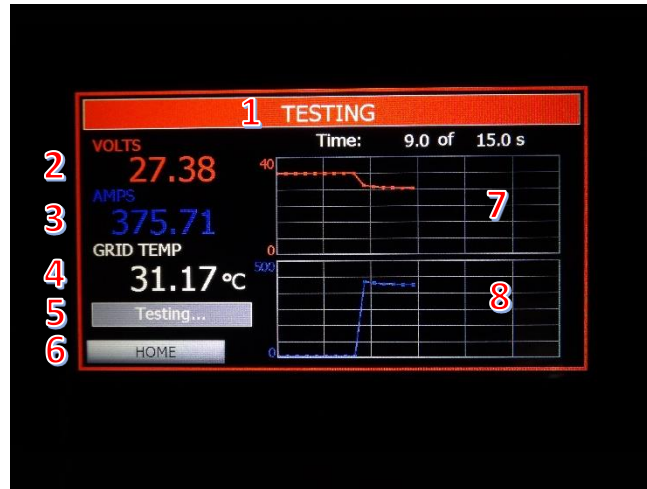 1 TESTING
Time: 9.0 of 15.0 s
VOLTS
2 27.38
AMPS
3 375.71
GRID TEMP
4 31.17 °C
5 Testing...
6 HOME
40
7
0
500
8
0